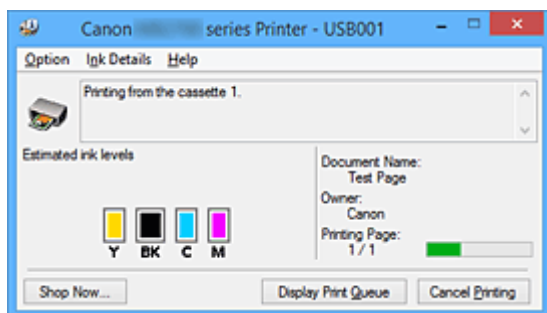 Canon series Printer - USB001
Option Ink Details Help
Printing from the cassette 1.
Estimated ink levels
Y BK C M
Document Name:
Test Page
Owner:
Canon
Printing Page:
1 / 1
Shop Now... Display Print Queue Cancel Printing